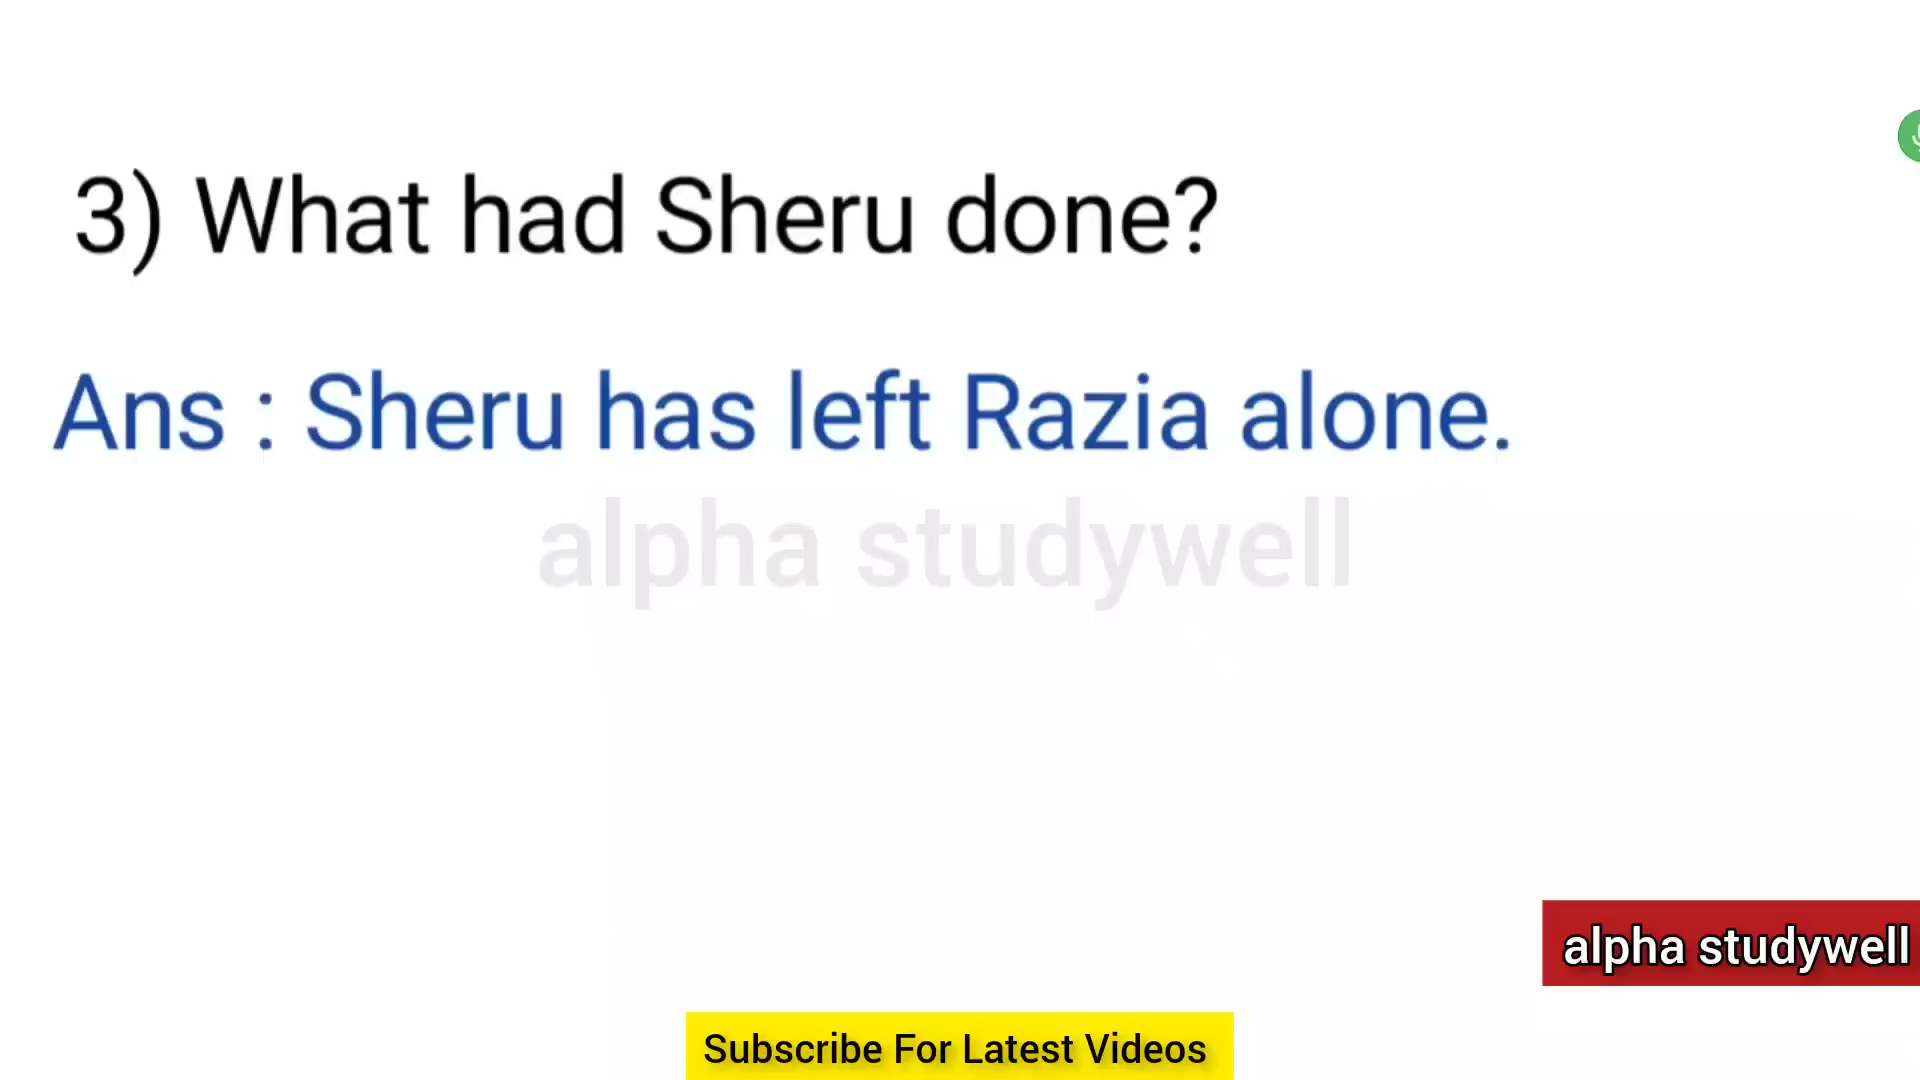 3) What had Sheru done?
Ans : Sheru has left Razia alone.
alpha studywell
alpha studywell
Subscribe For Latest Videos